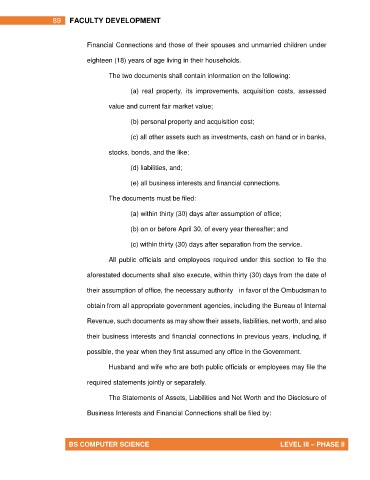 89 FACULTY DEVELOPMENT
Financial Connections and those of their spouses and unmarried children under
eighteen (18) years of age living in their households.
The two documents shall contain information on the following:
(a) real property, its improvements, acquisition costs, assessed
value and current fair market value;
(b) personal property and acquisition cost;
(c) all other assets such as investments, cash on hand or in banks,
stocks, bonds, and the like;
(d) liabilities, and;
(e) all business interests and financial connections.
The documents must be filed:
(a) within thirty (30) days after assumption of office;
(b) on or before April 30, of every year thereafter; and
(c) within thirty (30) days after separation from the service.
All public officials and employees required under this section to file the
aforestated documents shall also execute, within thirty (30) days from the date of
their assumption of office, the necessary authority in favor of the Ombudsman to
obtain from all appropriate government agencies, including the Bureau of Internal
Revenue, such documents as may show their assets, liabilities, net worth, and also
their business interests and financial connections in previous years, including, if
possible, the year when they first assumed any office in the Government.
Husband and wife who are both public officials or employees may file the
required statements jointly or separately.
The Statements of Assets, Liabilities and Net Worth and the Disclosure of
Business Interests and Financial Connections shall be filed by:
BS COMPUTER SCIENCE LEVEL III – PHASE II